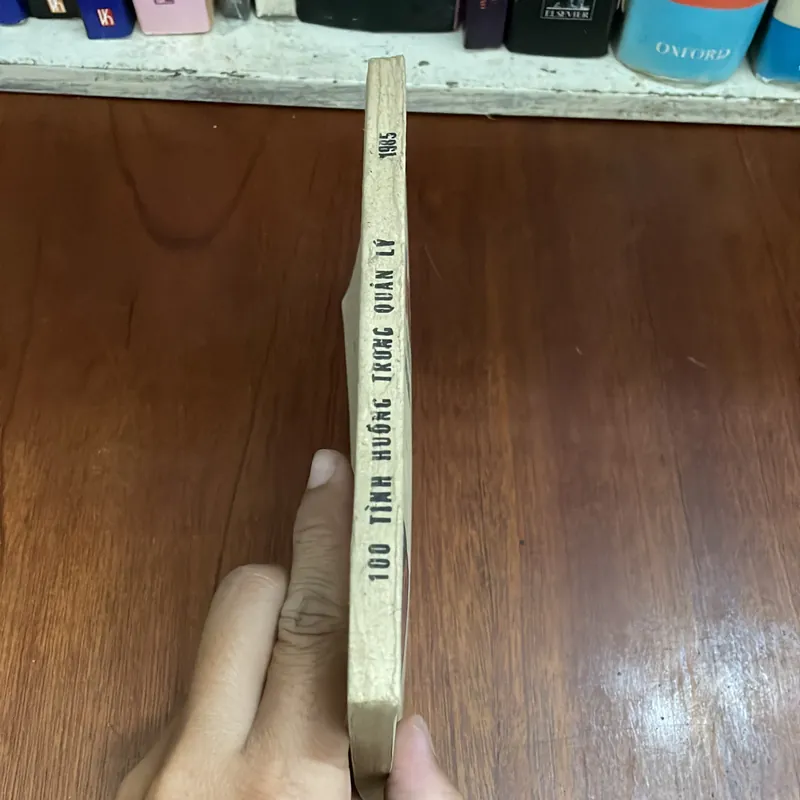 ELSEVIER
OXFORD
100 TÌNH HUỐNG TRONG QUẢN LÝ 1985